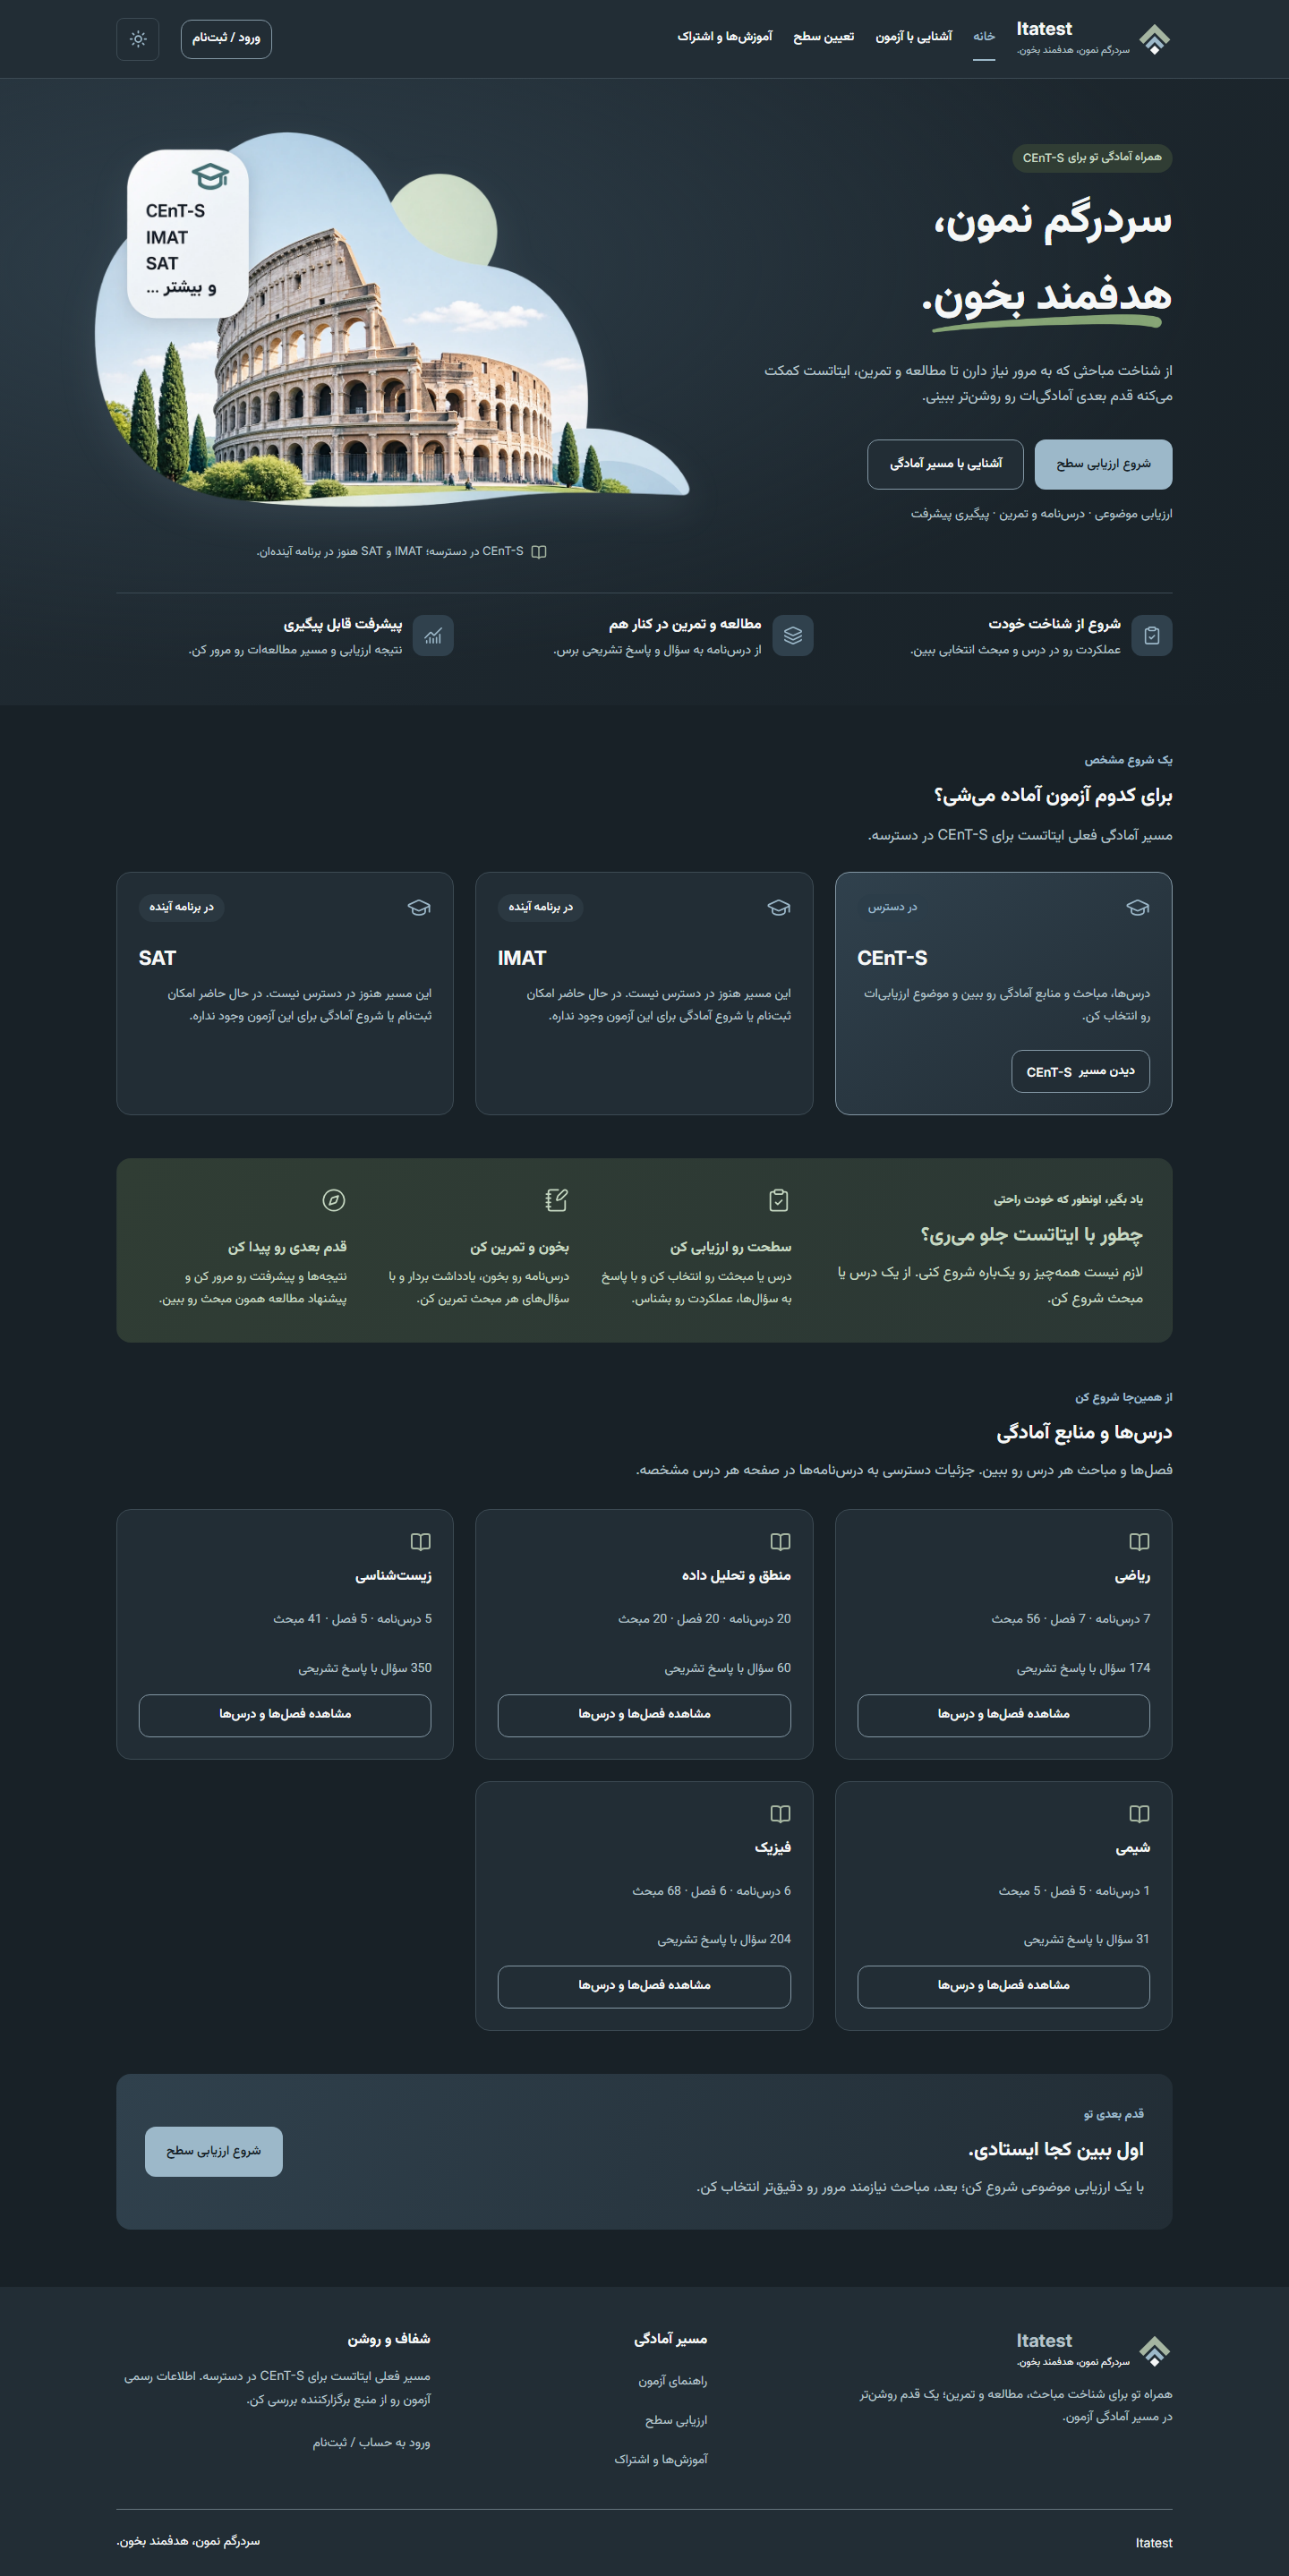 Itatest
سردرگم نمون، هدفمند بخون.
خانه
آشنایی با آزمون
تعیین سطح
آموزش‌ها و اشتراک
ورود / ثبت‌نام
همراه آمادگی تو برای CEnT-S
سردرگم نمون،
هدفمند بخون.
از شناخت مباحثی که به مرور نیاز دارن تا مطالعه و تمرین، ایتاتست کمکت
می‌کنه قدم بعدی آمادگی‌ات رو روشن‌تر ببینی.
شروع ارزیابی سطح
آشنایی با مسیر آمادگی
ارزیابی موضوعی · درس‌نامه و تمرین · پیگیری پیشرفت
CEnT-S
IMAT
SAT
و بیشتر ...
CEnT-S در دسترسه؛ IMAT و SAT هنوز در برنامه آینده‌ان.
شروع از شناخت خودت
عملکردت رو در درس و مبحث انتخابی ببین.
مطالعه و تمرین در کنار هم
از درس‌نامه به سؤال و پاسخ تشریحی برس.
پیشرفت قابل پیگیری
نتیجه ارزیابی و مسیر مطالعه‌ات رو مرور کن.
یک شروع مشخص
برای کدوم آزمون آماده می‌شی؟
مسیر آمادگی فعلی ایتاتست برای CEnT-S در دسترسه.
در دسترس
CEnT-S
درس‌ها، مباحث و منابع آمادگی رو ببین و موضوع ارزیابی‌ات
رو انتخاب کن.
دیدن مسیر CEnT-S
در برنامه آینده
IMAT
این مسیر هنوز در دسترس نیست. در حال حاضر امکان
ثبت‌نام یا شروع آمادگی برای این آزمون وجود نداره.
در برنامه آینده
SAT
این مسیر هنوز در دسترس نیست. در حال حاضر امکان
ثبت‌نام یا شروع آمادگی برای این آزمون وجود نداره.
یاد بگیر، اونطور که خودت راحتی
چطور با ایتاتست جلو می‌ری؟
لازم نیست همه‌چیز رو یک‌باره شروع کنی. از یک درس یا
مبحث شروع کن.
سطحت رو ارزیابی کن
درس یا مبحثت رو انتخاب کن و با پاسخ
به سؤال‌ها، عملکردت رو بشناس.
بخون و تمرین کن
درس‌نامه رو بخون، یادداشت بردار و با
سؤال‌های هر مبحث تمرین کن.
قدم بعدی رو پیدا کن
نتیجه‌ها و پیشرفتت رو مرور کن و
پیشنهاد مطالعه همون مبحث رو ببین.
از همین‌جا شروع کن
درس‌ها و منابع آمادگی
فصل‌ها و مباحث هر درس رو ببین. جزئیات دسترسی به درس‌نامه‌ها در صفحه هر درس مشخصه.
ریاضی
7 درس‌نامه · 7 فصل · 56 مبحث
174 سؤال با پاسخ تشریحی
مشاهده فصل‌ها و درس‌ها
منطق و تحلیل داده
20 درس‌نامه · 20 فصل · 20 مبحث
60 سؤال با پاسخ تشریحی
مشاهده فصل‌ها و درس‌ها
زیست‌شناسی
5 درس‌نامه · 5 فصل · 41 مبحث
350 سؤال با پاسخ تشریحی
مشاهده فصل‌ها و درس‌ها
شیمی
1 درس‌نامه · 5 فصل · 5 مبحث
31 سؤال با پاسخ تشریحی
مشاهده فصل‌ها و درس‌ها
فیزیک
6 درس‌نامه · 6 فصل · 68 مبحث
204 سؤال با پاسخ تشریحی
مشاهده فصل‌ها و درس‌ها
قدم بعدی تو
اول ببین کجا ایستادی.
با یک ارزیابی موضوعی شروع کن؛ بعد، مباحث نیازمند مرور رو دقیق‌تر انتخاب کن.
شروع ارزیابی سطح
Itatest
سردرگم نمون، هدفمند بخون.
همراه تو برای شناخت مباحث، مطالعه و تمرین؛ یک قدم روشن‌تر
در مسیر آمادگی آزمون.
مسیر آمادگی
راهنمای آزمون
ارزیابی سطح
آموزش‌ها و اشتراک
شفاف و روشن
مسیر فعلی ایتاتست برای CEnT-S در دسترسه. اطلاعات رسمی
آزمون رو از منبع برگزارکننده بررسی کن.
ورود به حساب / ثبت‌نام
Itatest
سردرگم نمون، هدفمند بخون.